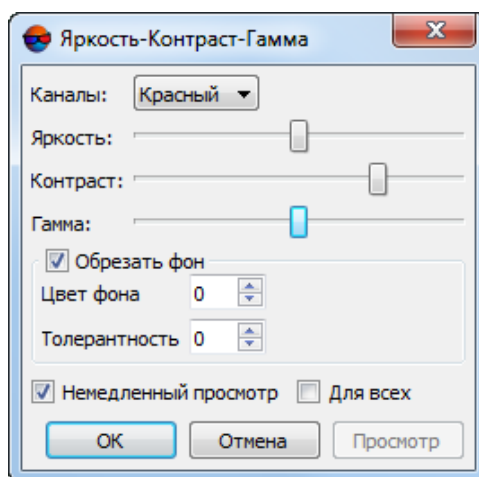 Яркость-Контраст-Гамма
Каналы: Красный
Яркость:
Контраст:
Гамма:
Обрезать фон
Цвет фона 0
Толерантность 0
Немедленный просмотр Для всех
OK Отмена Просмотр